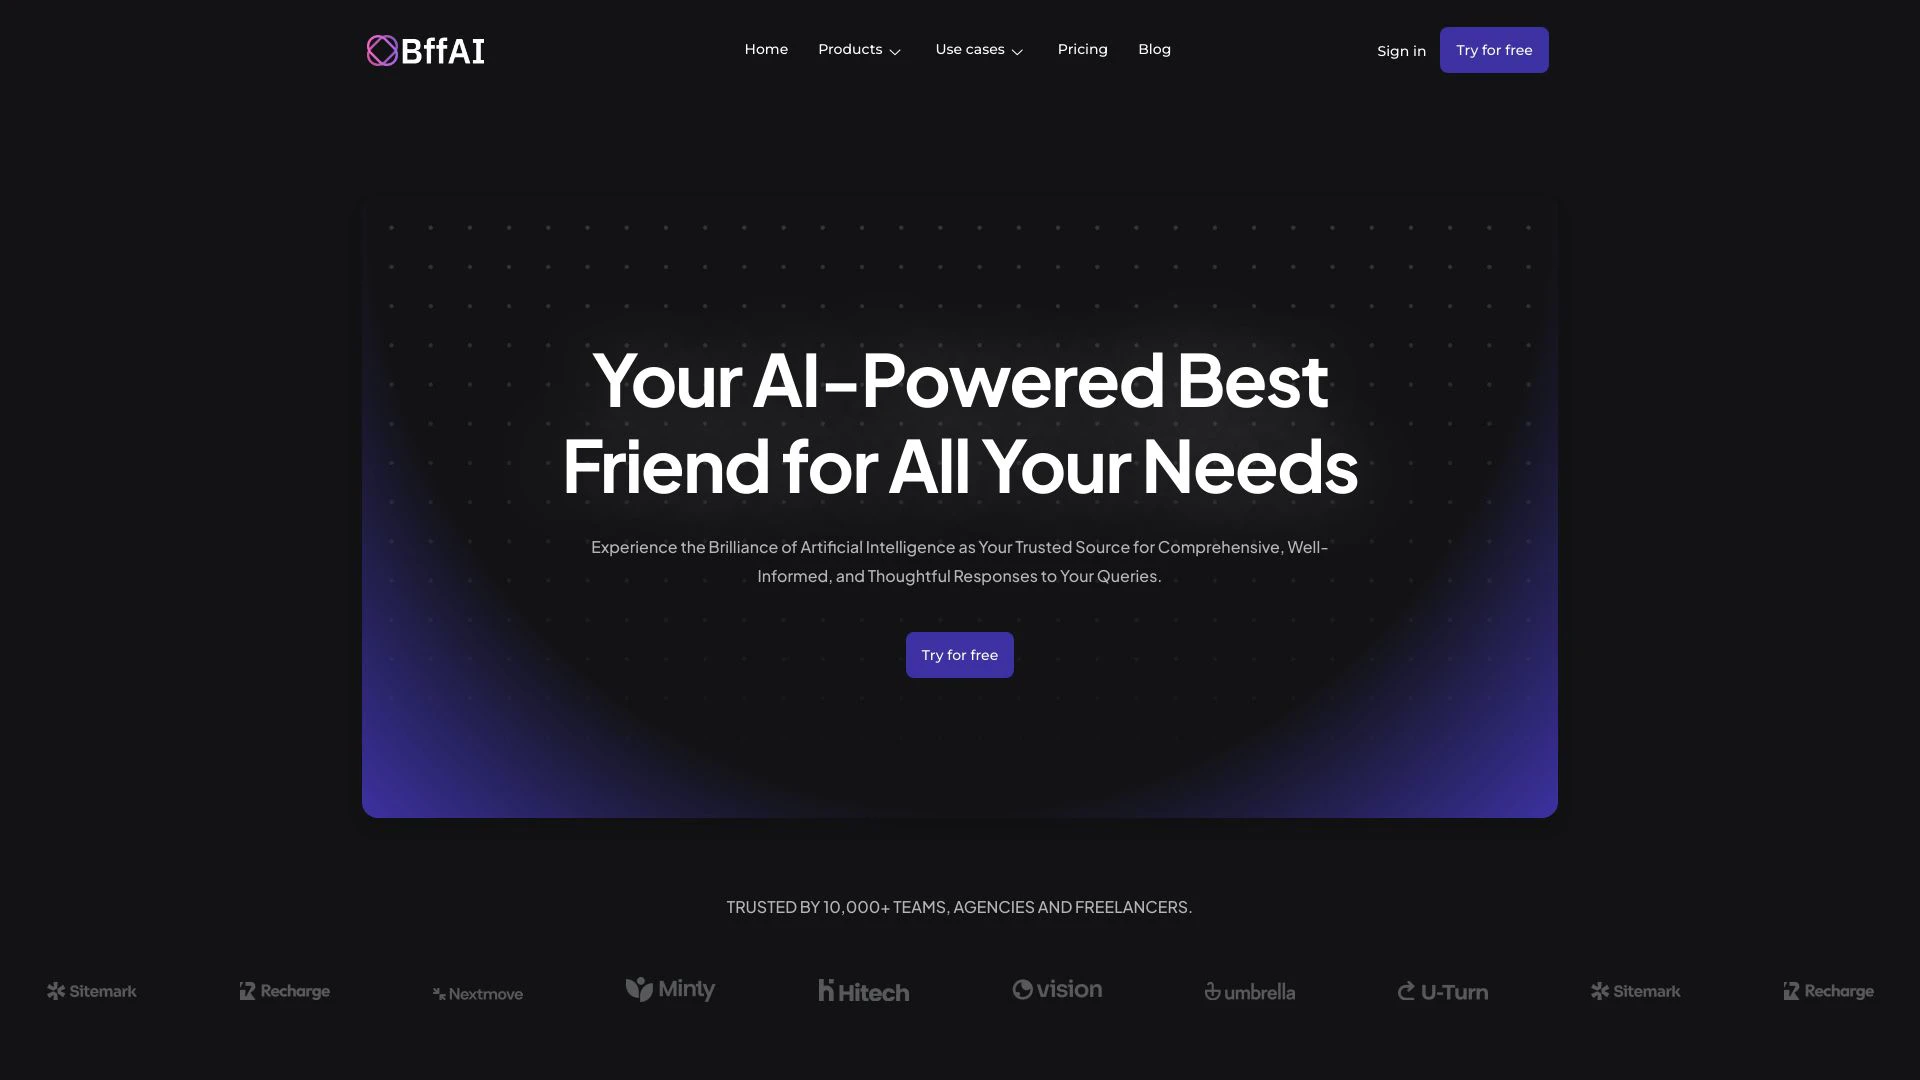 BffAI
Home Products Use cases Pricing Blog
Sign in
Try for free
Your AI-Powered Best
Friend for All Your Needs
Experience the Brilliance of Artificial Intelligence as Your Trusted Source for Comprehensive, Well-
Informed, and Thoughtful Responses to Your Queries.
Try for free
TRUSTED BY 10,000+ TEAMS, AGENCIES AND FREELANCERS.
Sitemark Recharge Nextmove Minty Hitech vision umbrella U-Turn Sitemark Recharge